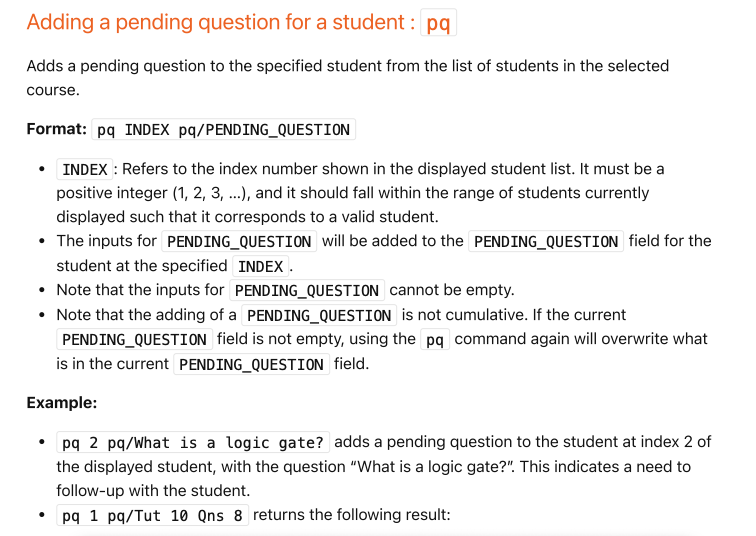 Adding a pending question for a student : pq
Adds a pending question to the specified student from the list of students in the selected
course.
Format: pq INDEX pq/PENDING_QUESTION
• INDEX : Refers to the index number shown in the displayed student list. It must be a
positive integer (1, 2, 3, …), and it should fall within the range of students currently
displayed such that it corresponds to a valid student.
• The inputs for PENDING_QUESTION will be added to the PENDING_QUESTION field for the
student at the specified INDEX .
• Note that the inputs for PENDING_QUESTION cannot be empty.
• Note that the adding of a PENDING_QUESTION is not cumulative. If the current
PENDING_QUESTION field is not empty, using the pq command again will overwrite what
is in the current PENDING_QUESTION field.
Example:
• pq 2 pq/What is a logic gate? adds a pending question to the student at index 2 of
the displayed student, with the question “What is a logic gate?”. This indicates a need to
follow-up with the student.
• pq 1 pq/Tut 10 Qns 8 returns the following result: